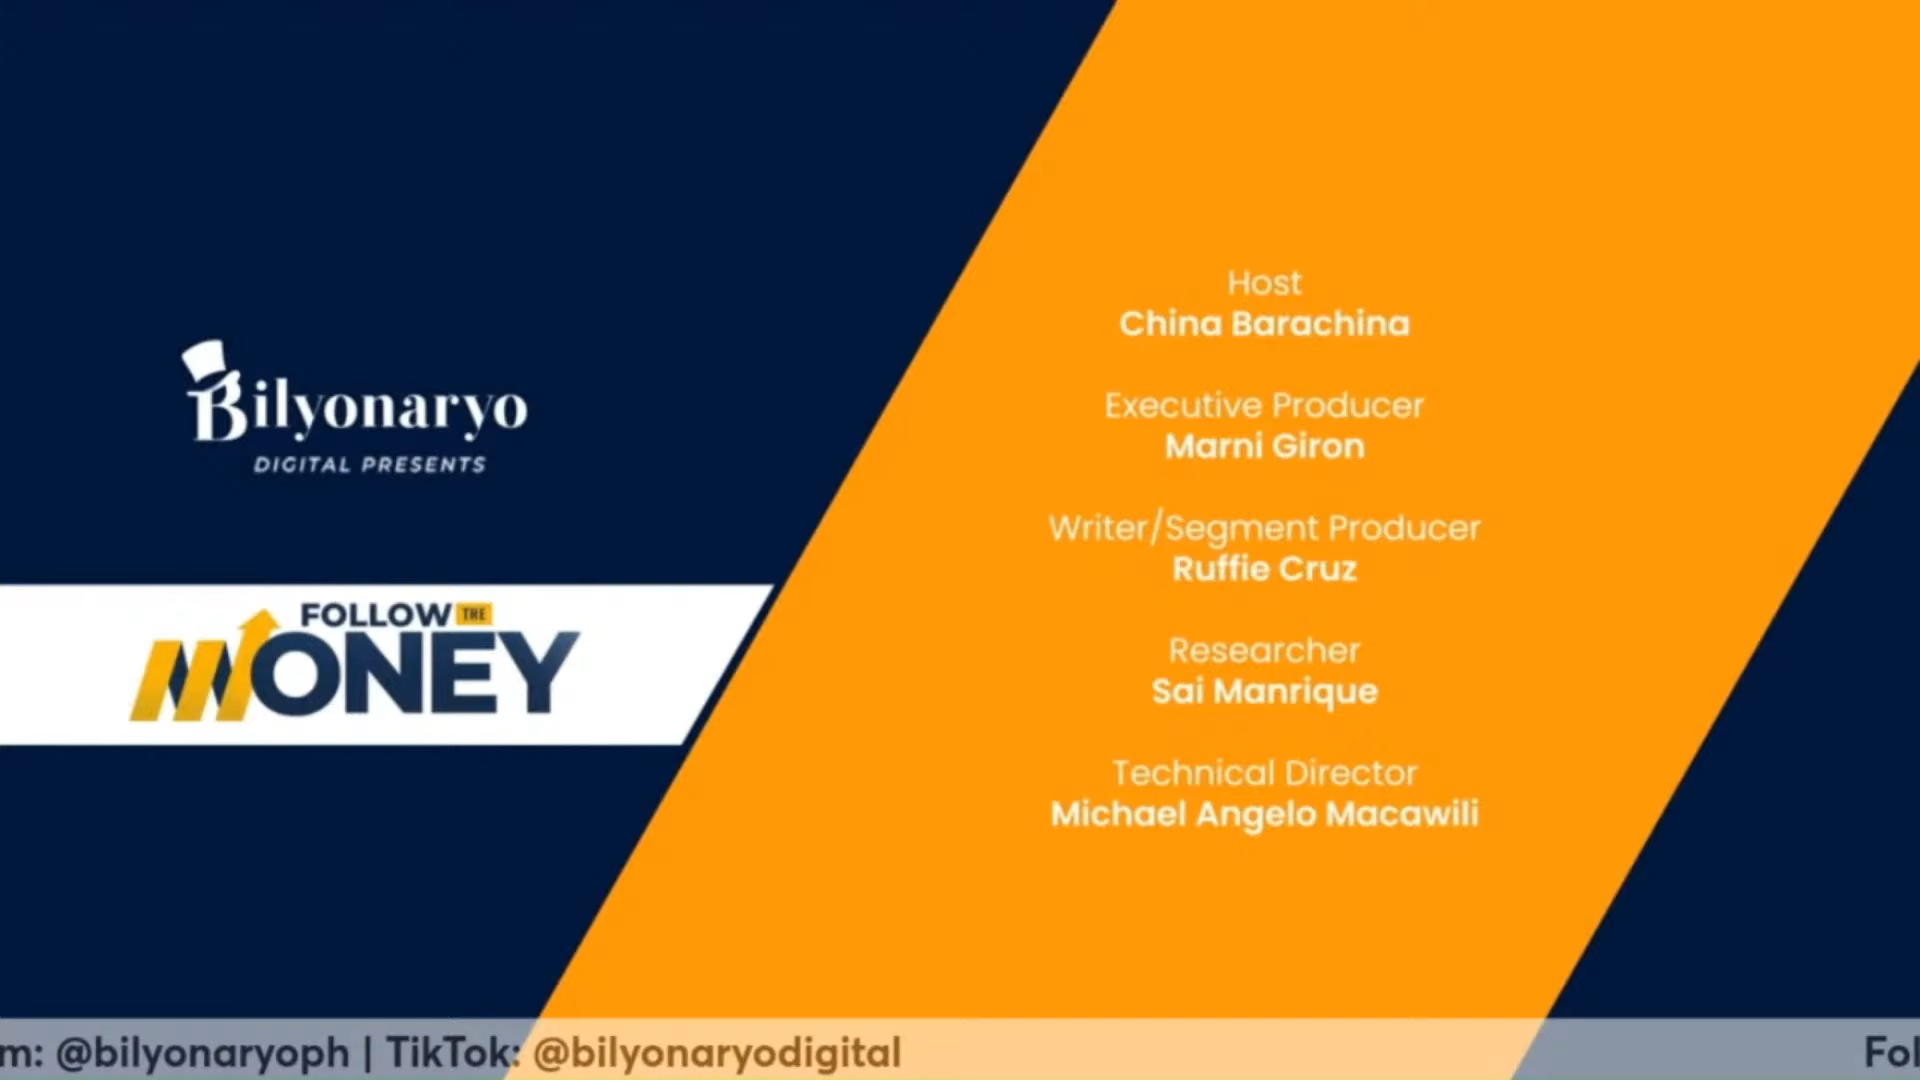 Bilyonaryo
DIGITAL PRESENTS
FOLLOW THE
MONEY
Host
China Barachina
Executive Producer
Marni Giron
Writer/Segment Producer
Ruffie Cruz
Researcher
Sai Manrique
Technical Director
Michael Angelo Macawili
m: @bilyonaryoph | TikTok: @bilyonaryodigital
Fol